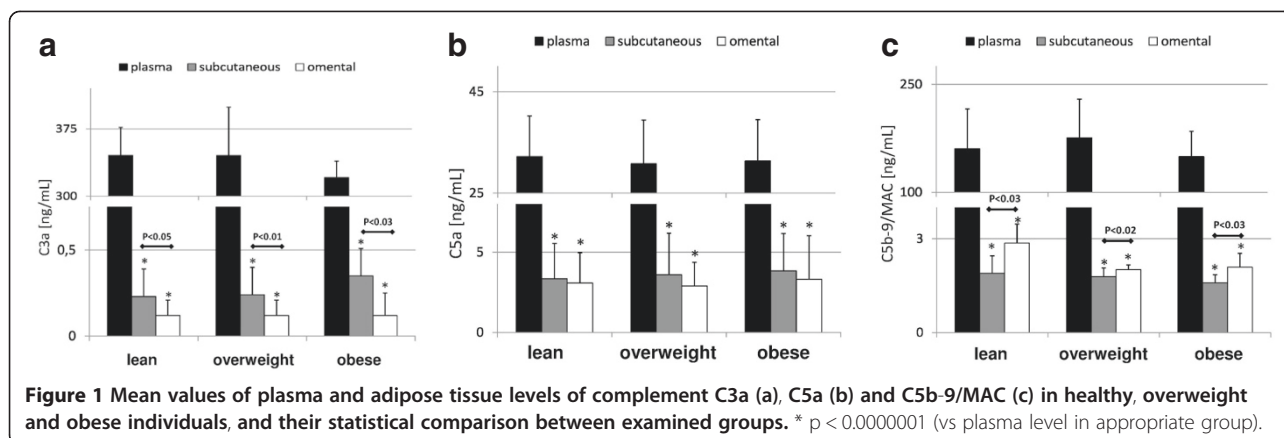 a
plasma subcutaneous omental
375
300
C3a [ng/mL]
0,5
0
P<0.05
P<0.01
P<0.03
* * * * * *
lean overweight obese
b
plasma subcutaneous omental
45
25
C5a [ng/mL]
5
0
* * * * * *
lean overweight obese
c
plasma subcutaneous omental
250
100
C5b-9/MAC [ng/mL]
3
0
P<0.03
P<0.02
P<0.03
* * * * * *
lean overweight obese
Figure 1 Mean values of plasma and adipose tissue levels of complement C3a (a), C5a (b) and C5b-9/MAC (c) in healthy, overweight
and obese individuals, and their statistical comparison between examined groups. * p < 0.0000001 (vs plasma level in appropriate group).